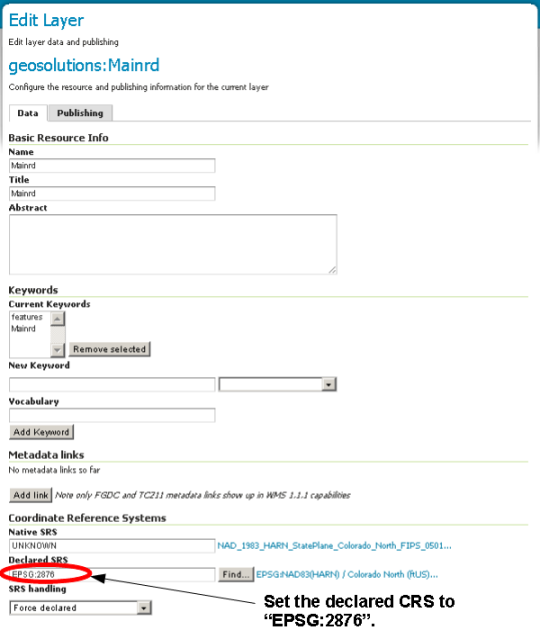 Edit Layer
Edit layer data and publishing
geosolutions:Mainrd
Configure the resource and publishing information for the current layer
Data Publishing
Basic Resource Info
Name
Mainrd
Title
Mainrd
Abstract
Keywords
Current Keywords
features
Mainrd
Remove selected
New Keyword
Vocabulary
Add Keyword
Metadata links
No metadata links so far
Add link Note only FGDC and TC211 metadata links show up in WMS 1.1.1 capabilities
Coordinate Reference Systems
Native SRS
UNKNOWN NAD_1983_HARN_StatePlane_Colorado_North_FIPS_0501...
Declared SRS
EPSG:2876 Find... EPSG:NAD83(HARN) / Colorado North (ftUS)...
SRS handling
Force declared
Set the declared CRS to
“EPSG:2876”.